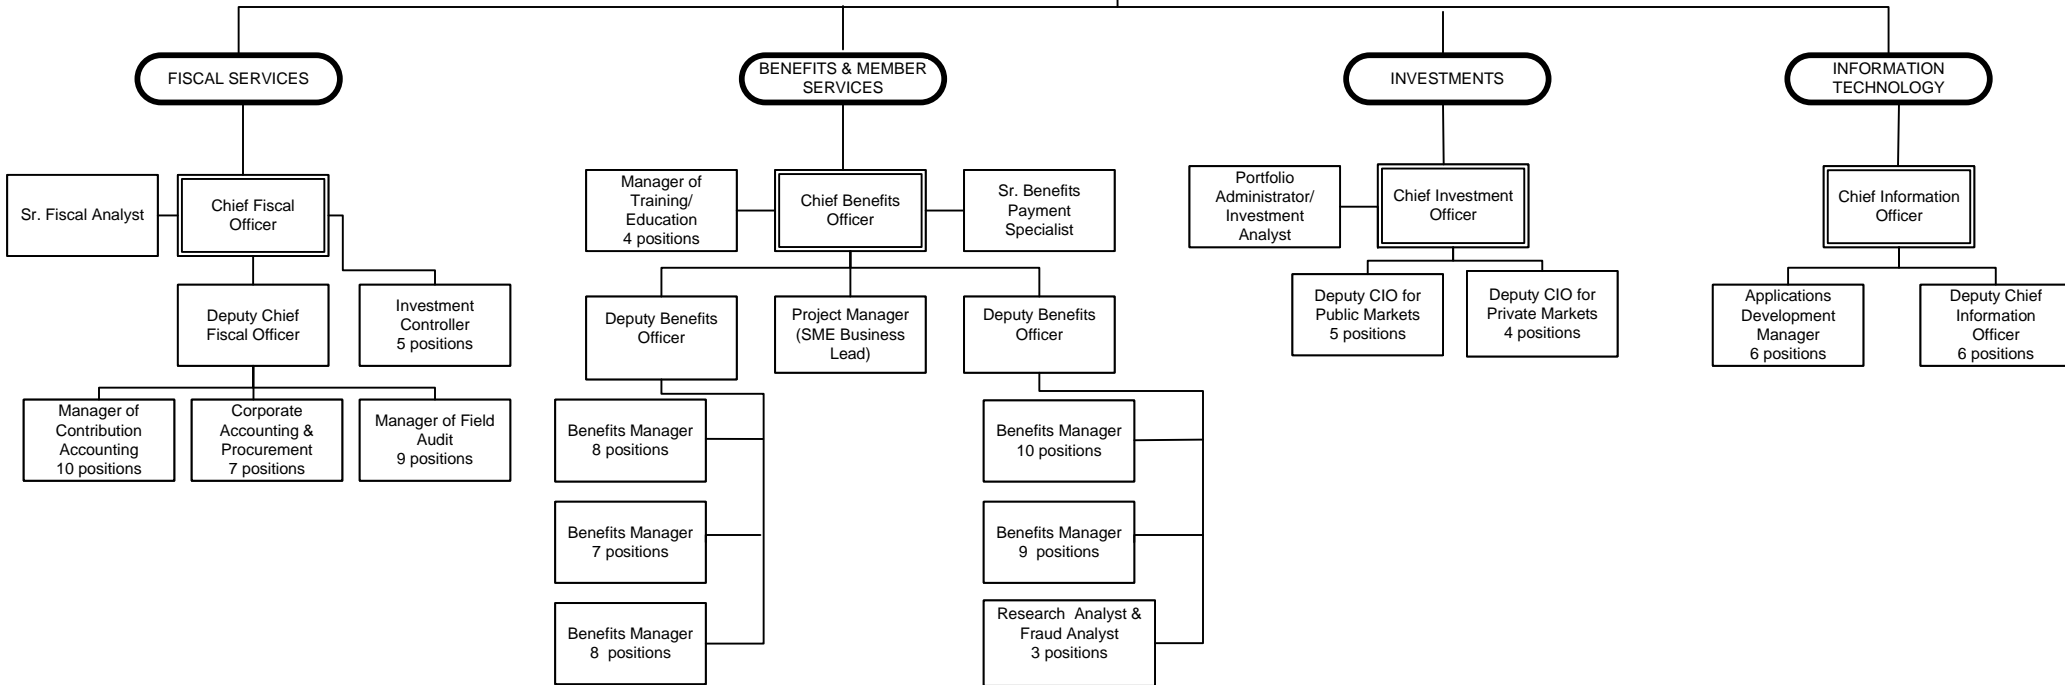 FISCAL SERVICES
BENEFITS & MEMBER
SERVICES
INVESTMENTS
INFORMATION
TECHNOLOGY
Sr. Fiscal Analyst
Chief Fiscal
Officer
Manager of
Training/
Education
4 positions
Chief Benefits
Officer
Sr. Benefits
Payment
Specialist
Portfolio
Administrator/
Investment
Analyst
Chief Investment
Officer
Chief Information
Officer
Deputy Chief
Fiscal Officer
Investment
Controller
5 positions
Deputy Benefits
Officer
Project Manager
(SME Business
Lead)
Deputy Benefits
Officer
Deputy CIO for
Public Markets
5 positions
Deputy CIO for
Private Markets
4 positions
Applications
Development
Manager
6 positions
Deputy Chief
Information
Officer
6 positions
Manager of
Contribution
Accounting
10 positions
Corporate
Accounting &
Procurement
7 positions
Manager of Field
Audit
9 positions
Benefits Manager
8 positions
Benefits Manager
10 positions
Benefits Manager
7 positions
Benefits Manager
9  positions
Benefits Manager
8  positions
Research  Analyst &
Fraud Analyst
3 positions